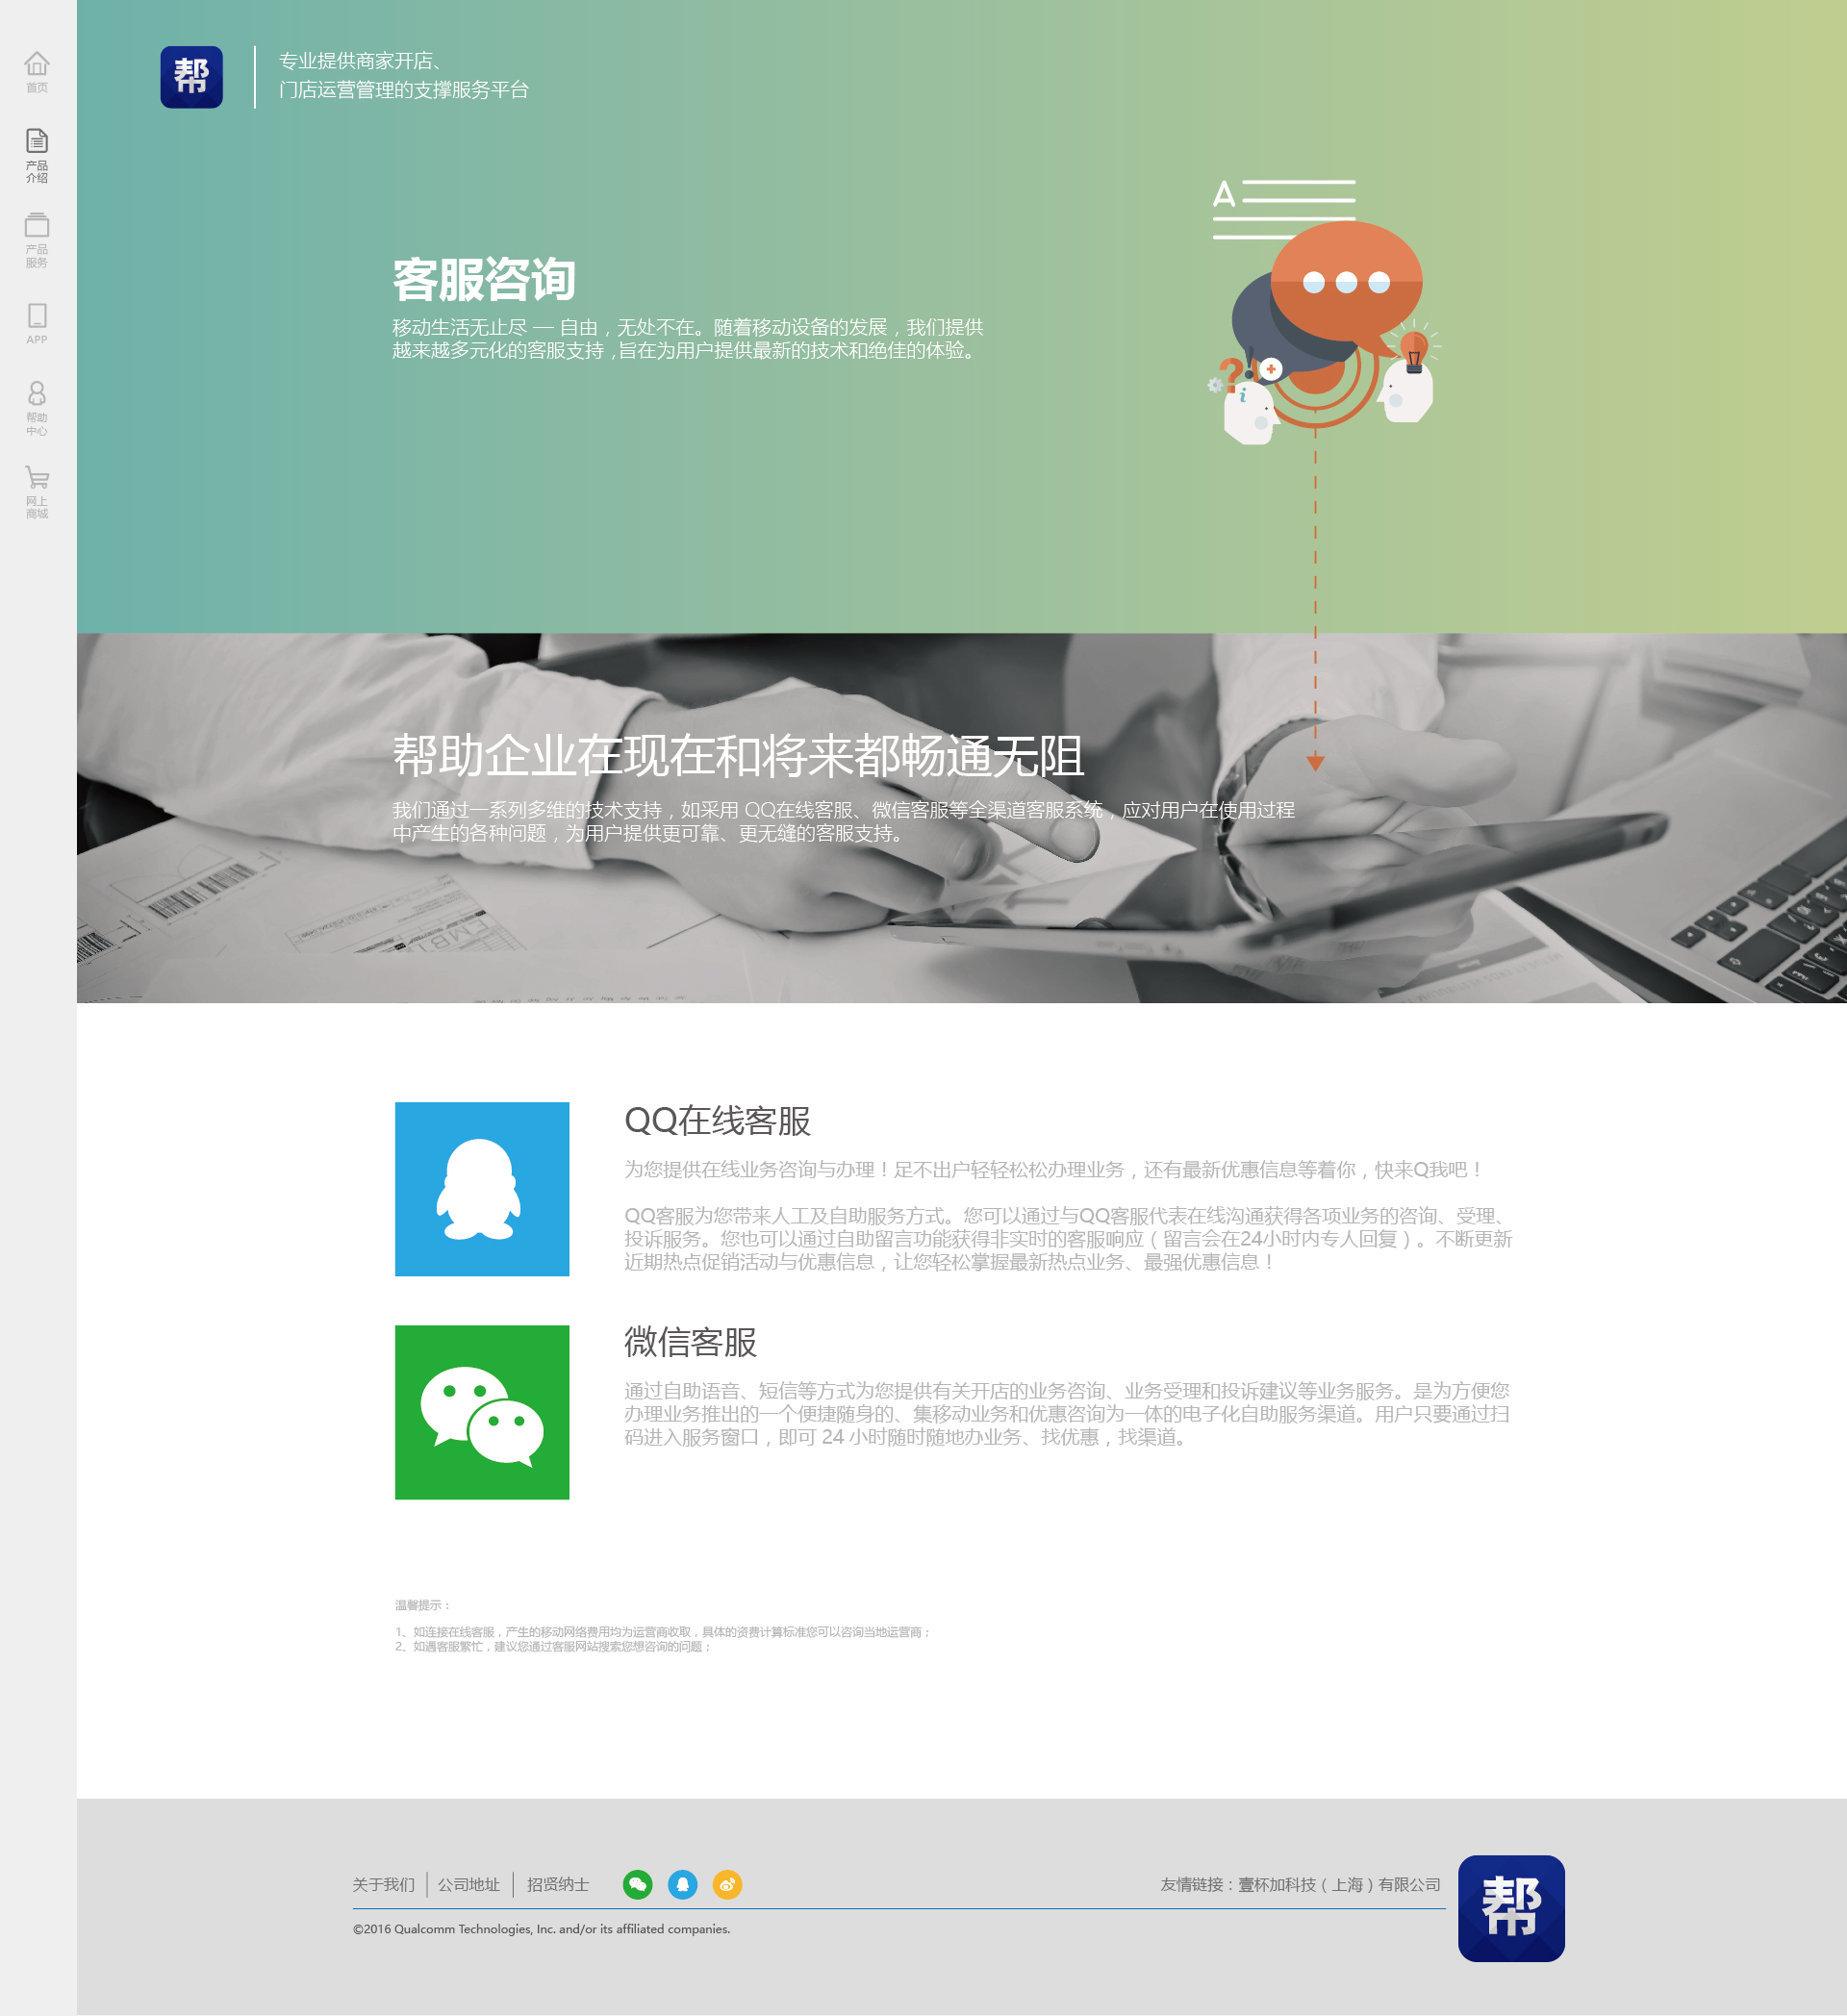 首页
产品
介绍
产品
服务
APP
帮助
中心
网上
商城
帮
专业提供商家开店、
门店运营管理的支撑服务平台
A
客服咨询
移动生活无止尽 — 自由，无处不在。随着移动设备的发展，我们提供
越来越多元化的客服支持，旨在为用户提供最新的技术和绝佳的体验。
帮助企业在现在和将来都畅通无阻
我们通过一系列多维的技术支持，如采用 QQ在线客服、微信客服等全渠道客服系统，应对用户在使用过程
中产生的各种问题，为用户提供更可靠、更无缝的客服支持。
QQ在线客服
为您提供在线业务咨询与办理！足不出户轻轻松松办理业务，还有最新优惠信息等着你，快来Q我吧！
QQ客服为您带来人工及自助服务方式。您可以通过与QQ客服代表在线沟通获得各项业务的咨询、受理、
投诉服务。您也可以通过自助留言功能获得非实时的客服响应（留言会在24小时内专人回复）。不断更新
近期热点促销活动与优惠信息，让您轻松掌握最新热点业务、最强优惠信息！
微信客服
通过自助语音、短信等方式为您提供有关开店的业务咨询、业务受理和投诉建议等业务服务。是为方便您
办理业务推出的一个便捷随身的、集移动业务和优惠咨询为一体的电子化自助服务渠道。用户只要通过扫
码进入服务窗口，即可 24 小时随时随地办业务、找优惠，找渠道。
温馨提示：
1、如连接在线客服，产生的移动网络费用均为运营商收取，具体的资费计算标准您可以咨询当地运营商；
2、如遇客服繁忙，建议您通过客服网站搜索您想咨询的问题；
关于我们 公司地址 招贤纳士
友情链接：壹杯加科技（上海）有限公司
帮
©2016 Qualcomm Technologies, Inc. and/or its affiliated companies.